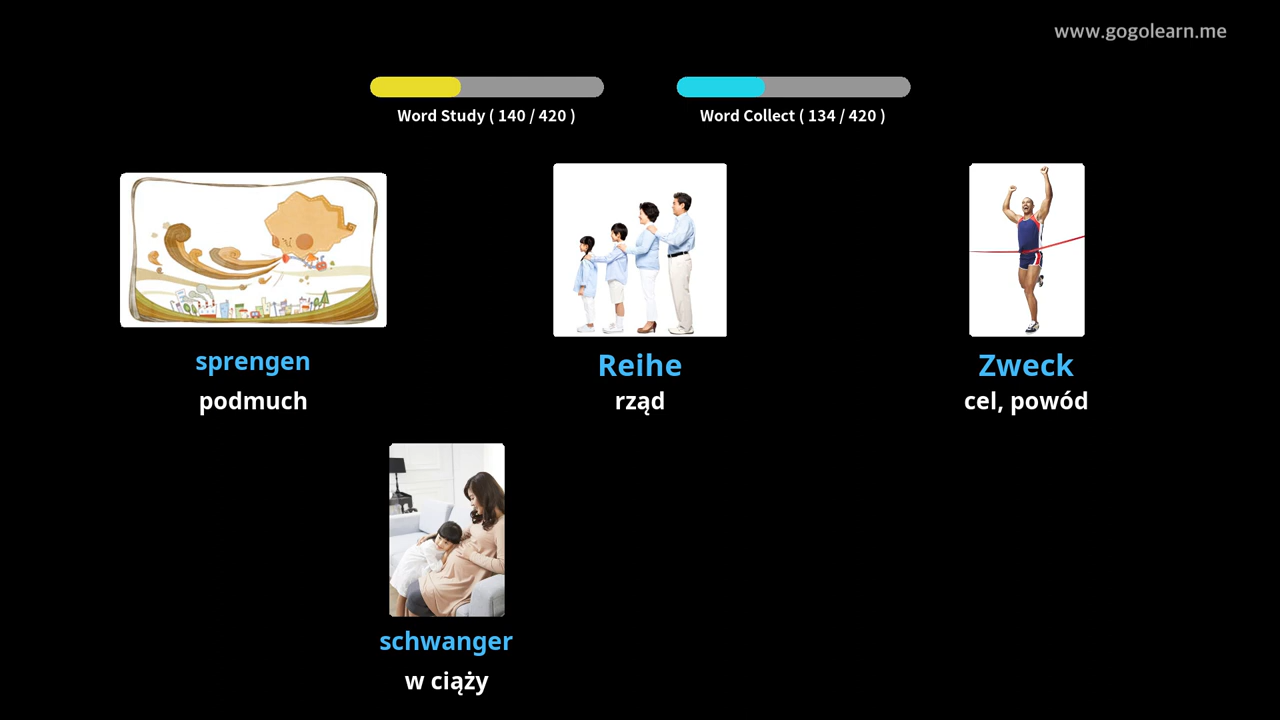 www.gogolearn.me
Word Study ( 140 / 420 )
Word Collect ( 134 / 420 )
sprengen
podmuch
Reihe
rząd
Zweck
cel, powód
schwanger
w ciąży